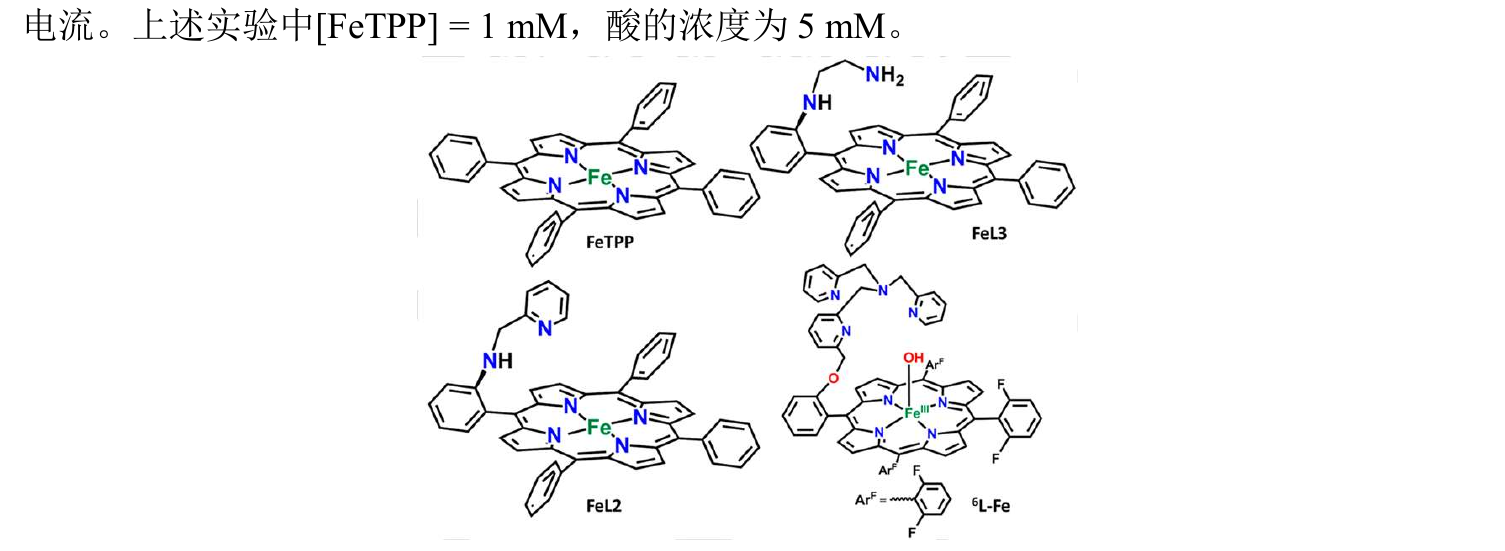 电流。上述实验中[FeTPP] = 1 mM，酸的浓度为 5 mM。
NH₂
NH
N
N
Fe
N
N
FeTPP
N
N
Fe
N
N
FeL3
N
NH
N
N
Fe
N
N
FeL2
N
N
N
N
O
OH
Arᶠ
N
N
Feᴵᴵᴵ
N
N
F
F
Arᶠ
Arᶠ =
F
F
⁶L-Fe